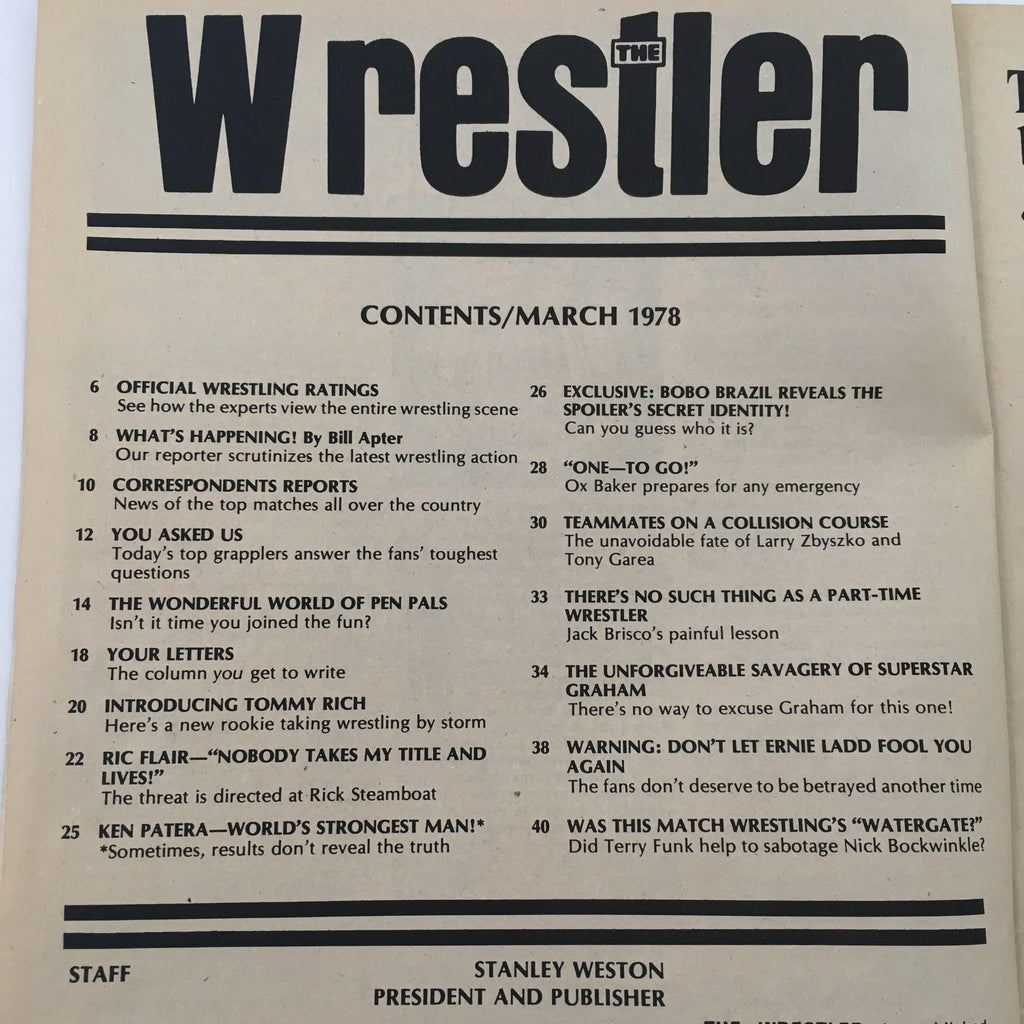 THE
Wrestler
CONTENTS/MARCH 1978
6 OFFICIAL WRESTLING RATINGS
See how the experts view the entire wrestling scene
8 WHAT'S HAPPENING! By Bill Apter
Our reporter scrutinizes the latest wrestling action
10 CORRESPONDENTS REPORTS
News of the top matches all over the country
12 YOU ASKED US
Today's top grapplers answer the fans' toughest
questions
14 THE WONDERFUL WORLD OF PEN PALS
Isn't it time you joined the fun?
18 YOUR LETTERS
The column you get to write
20 INTRODUCING TOMMY RICH
Here's a new rookie taking wrestling by storm
22 RIC FLAIR—“NOBODY TAKES MY TITLE AND
LIVES!”
The threat is directed at Rick Steamboat
25 KEN PATERA—WORLD'S STRONGEST MAN!*
*Sometimes, results don't reveal the truth
26 EXCLUSIVE: BOBO BRAZIL REVEALS THE
SPOILER'S SECRET IDENTITY!
Can you guess who it is?
28 “ONE—TO GO!”
Ox Baker prepares for any emergency
30 TEAMMATES ON A COLLISION COURSE
The unavoidable fate of Larry Zbyszko and
Tony Garea
33 THERE'S NO SUCH THING AS A PART-TIME
WRESTLER
Jack Brisco's painful lesson
34 THE UNFORGIVEABLE SAVAGERY OF SUPERSTAR
GRAHAM
There's no way to excuse Graham for this one!
38 WARNING: DON'T LET ERNIE LADD FOOL YOU
AGAIN
The fans don't deserve to be betrayed another time
40 WAS THIS MATCH WRESTLING'S “WATERGATE?”
Did Terry Funk help to sabotage Nick Bockwinkle?
STAFF
STANLEY WESTON
PRESIDENT AND PUBLISHER